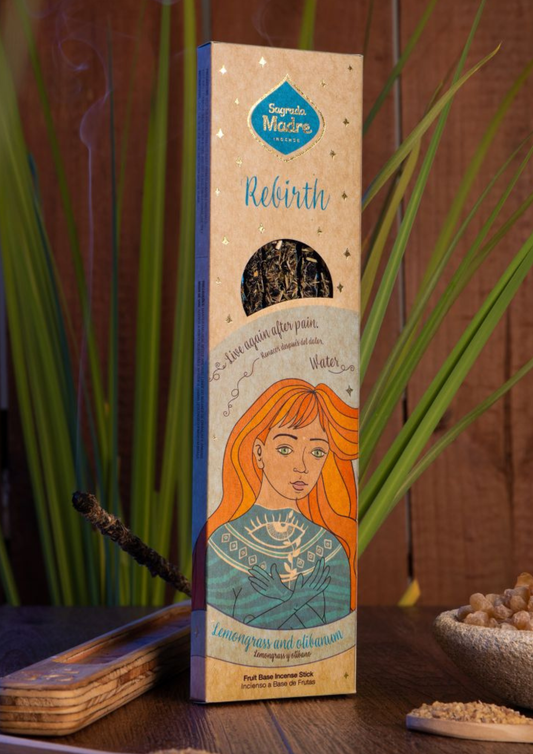 Sagrada
Madre
INCENSE
Rebirth
Live again after pain.
Renacer después del dolor.
Water
Lemongrass and olibanum
Lemongrass y olíbano
Fruit Base Incense Stick
Incienso a Base de Frutas